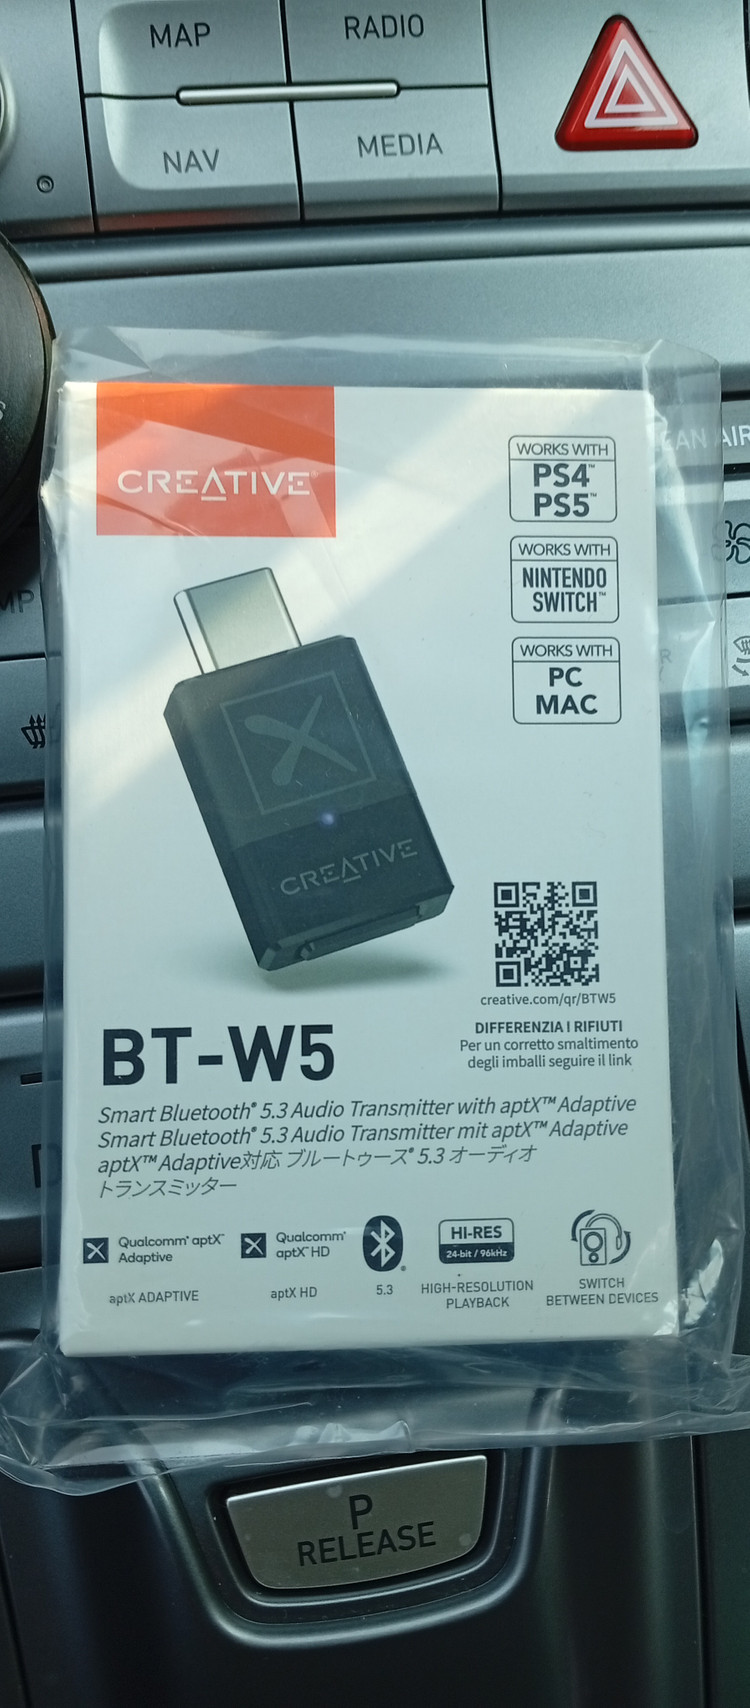 MAP
RADIO
NAV
MEDIA
AIR
CREATIVE®
WORKS WITH
PS4™
PS5™
WORKS WITH
NINTENDO
SWITCH™
WORKS WITH
PC
MAC
CREATIVE
creative.com/qr/BTW5
DIFFERENZIA I RIFIUTI
Per un corretto smaltimento
degli imballi seguire il link
BT-W5
Smart Bluetooth® 5.3 Audio Transmitter with aptX™ Adaptive
Smart Bluetooth® 5.3 Audio Transmitter mit aptX™ Adaptive
aptX™ Adaptive対応 ブルートゥース® 5.3 オーディオ
トランスミッター
Qualcomm® aptX™
Adaptive
Qualcomm®
aptX™ HD
HI-RES
24-bit / 96kHz
aptX ADAPTIVE
aptX HD
5.3
HIGH-RESOLUTION
PLAYBACK
SWITCH
BETWEEN DEVICES
P
RELEASE